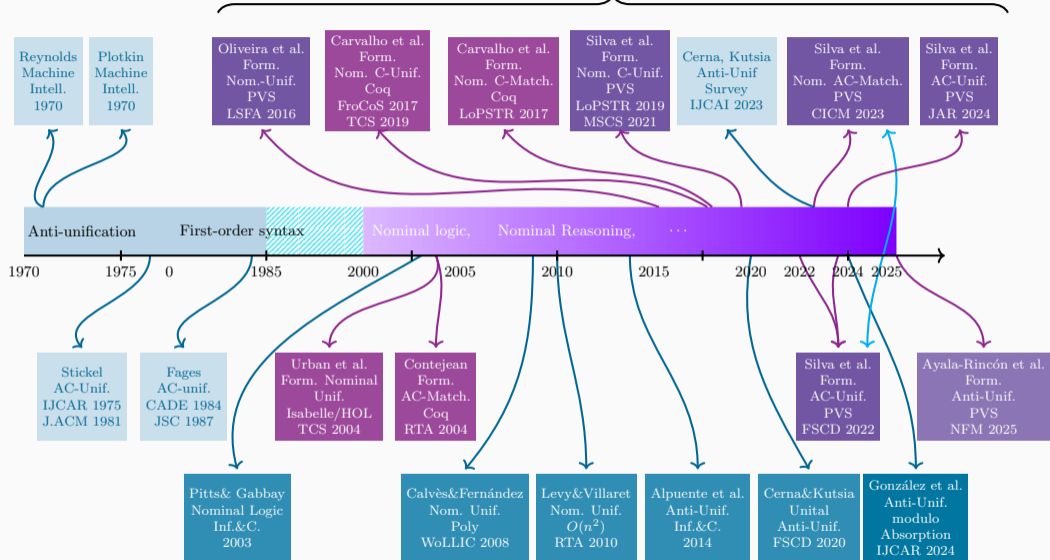 Reynolds
Machine
Intell.
1970
Plotkin
Machine
Intell.
1970
Oliveira et al.
Form.
Nom.-Unif.
PVS
LSFA 2016
Carvalho et al.
Form.
Nom. C-Unif.
Coq
FroCoS 2017
TCS 2019
Carvalho et al.
Form.
Nom. C-Match.
Coq
LoPSTR 2017
Silva et al.
Form.
Nom. C-Unif.
PVS
LoPSTR 2019
MSCS 2021
Cerna, Kutsia
Anti-Unif
Survey
IJCAI 2023
Silva et al.
Form.
Nom. AC-Match.
PVS
CICM 2023
Silva et al.
Form.
AC-Unif.
PVS
JAR 2024
Anti-unification
First-order syntax
Nominal logic,
Nominal Reasoning,
...
1970
1975
0
1985
2000
2005
2010
2015
2020
2022
2024
2025
Stickel
AC-Unif.
IJCAR 1975
J.ACM 1981
Fages
AC-unif.
CADE 1984
JSC 1987
Urban et al.
Form. Nominal
Unif.
Isabelle/HOL
TCS 2004
Contejean
Form.
AC-Match.
Coq
RTA 2004
Silva et al.
Form.
AC-Unif.
PVS
FSCD 2022
Ayala-Rincón et al.
Form.
Anti-Unif.
PVS
NFM 2025
Pitts& Gabbay
Nominal Logic
Inf.&C.
2003
Calvès&Fernández
Nom. Unif.
Poly
WoLLIC 2008
Levy&Villaret
Nom. Unif.
O(n²)
RTA 2010
Alpuente et al.
Anti-Unif.
Inf.&C.
2014
Cerna&Kutsia
Unital
Anti-Unif.
FSCD 2020
González et al.
Anti-Unif.
modulo
Absorption
IJCAR 2024